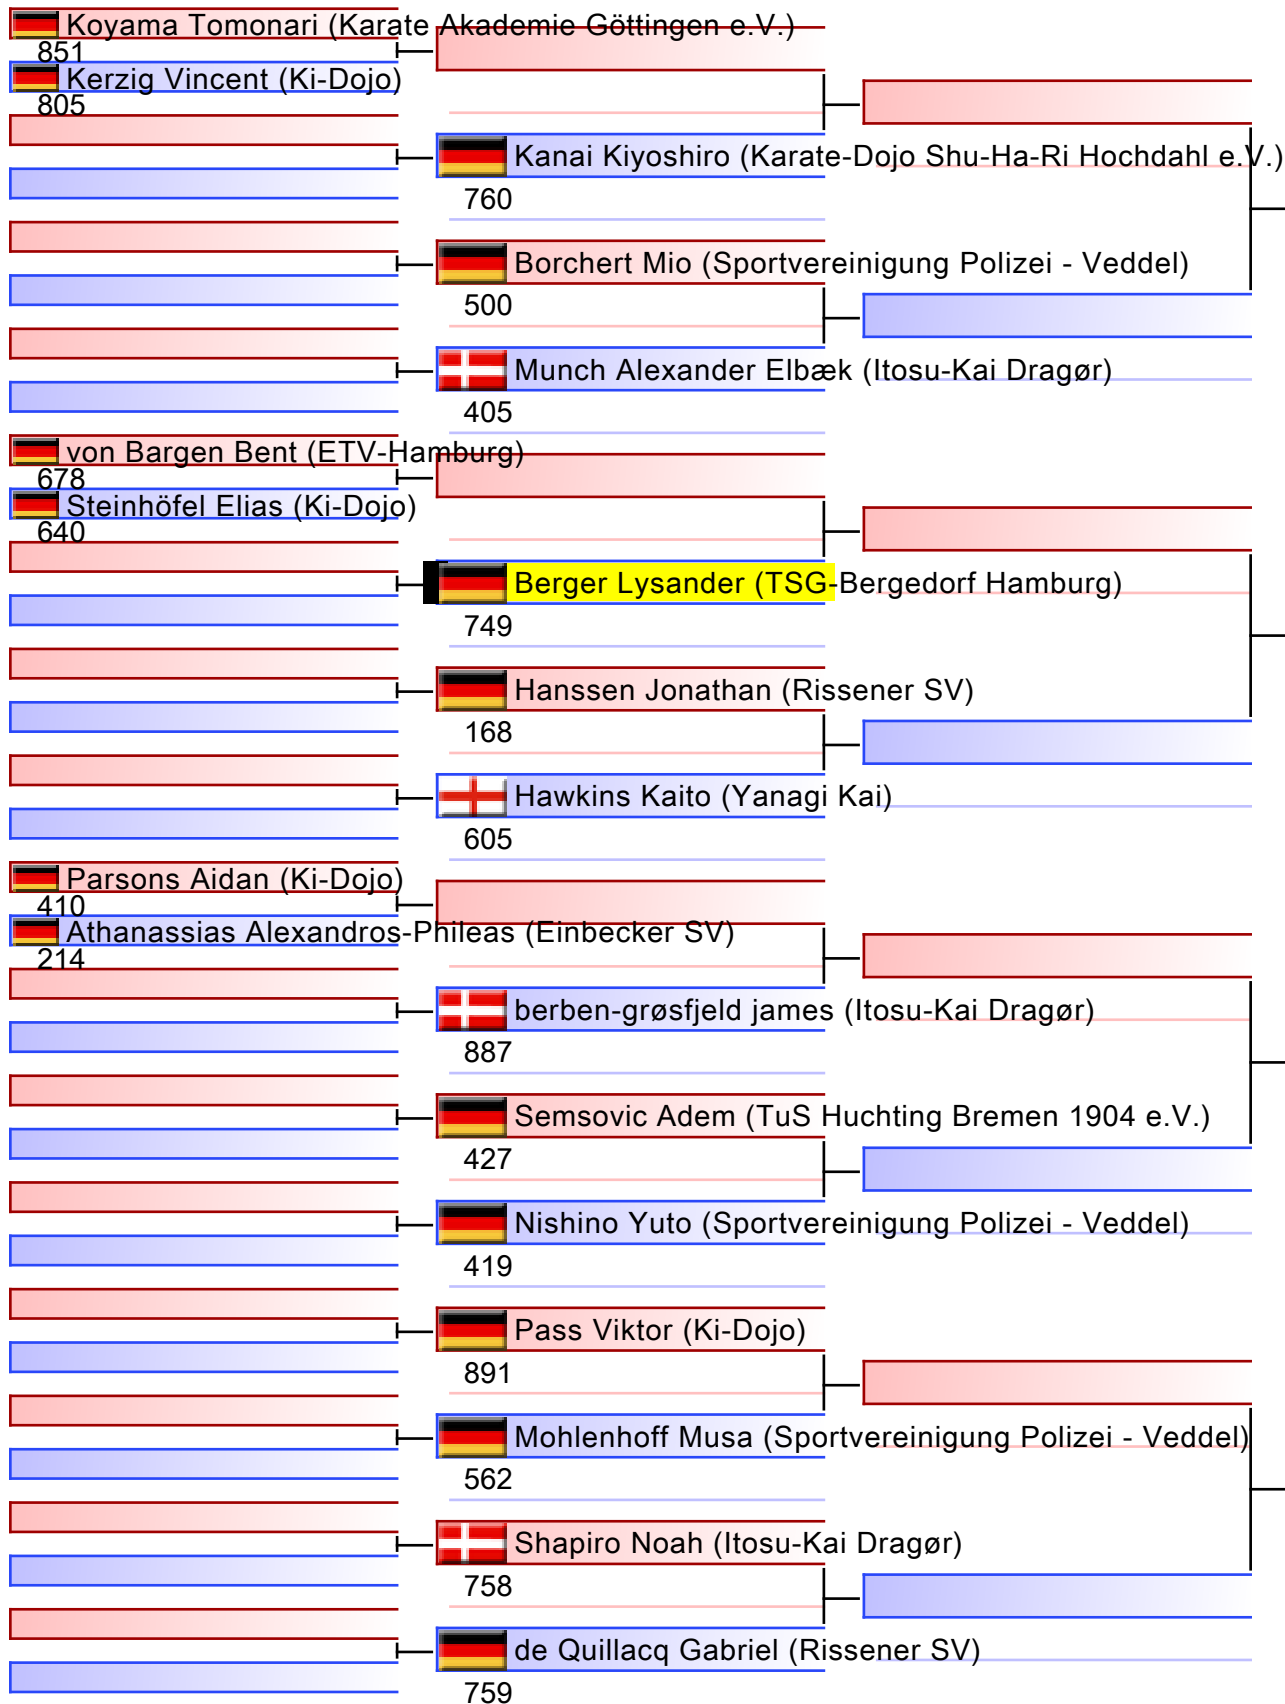 Koyama Tomonari (Karate Akademie Göttingen e.V.)
851
Kerzig Vincent (Ki-Dojo)
805
Kanai Kiyoshiro (Karate-Dojo Shu-Ha-Ri Hochdahl e.V.)
760
Borchert Mio (Sportvereinigung Polizei - Veddel)
500
Munch Alexander Elbæk (Itosu-Kai Dragør)
405
von Bargen Bent (ETV-Hamburg)
678
Steinhöfel Elias (Ki-Dojo)
640
Berger Lysander (TSG-Bergedorf Hamburg)
749
Hanssen Jonathan (Rissener SV)
168
Hawkins Kaito (Yanagi Kai)
605
Parsons Aidan (Ki-Dojo)
410
Athanassias Alexandros-Phileas (Einbecker SV)
214
berben-grøsfjeld james (Itosu-Kai Dragør)
887
Semsovic Adem (TuS Huchting Bremen 1904 e.V.)
427
Nishino Yuto (Sportvereinigung Polizei - Veddel)
419
Pass Viktor (Ki-Dojo)
891
Mohlenhoff Musa (Sportvereinigung Polizei - Veddel)
562
Shapiro Noah (Itosu-Kai Dragør)
758
de Quillacq Gabriel (Rissener SV)
759